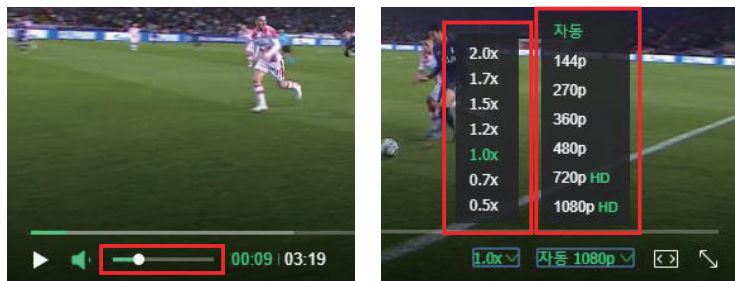 00:09 03:19
2.0x
1.7x
1.5x
1.2x
1.0x
0.7x
0.5x
자동
144p
270p
360p
480p
720p HD
1080p HD
1.0x 자동 1080p